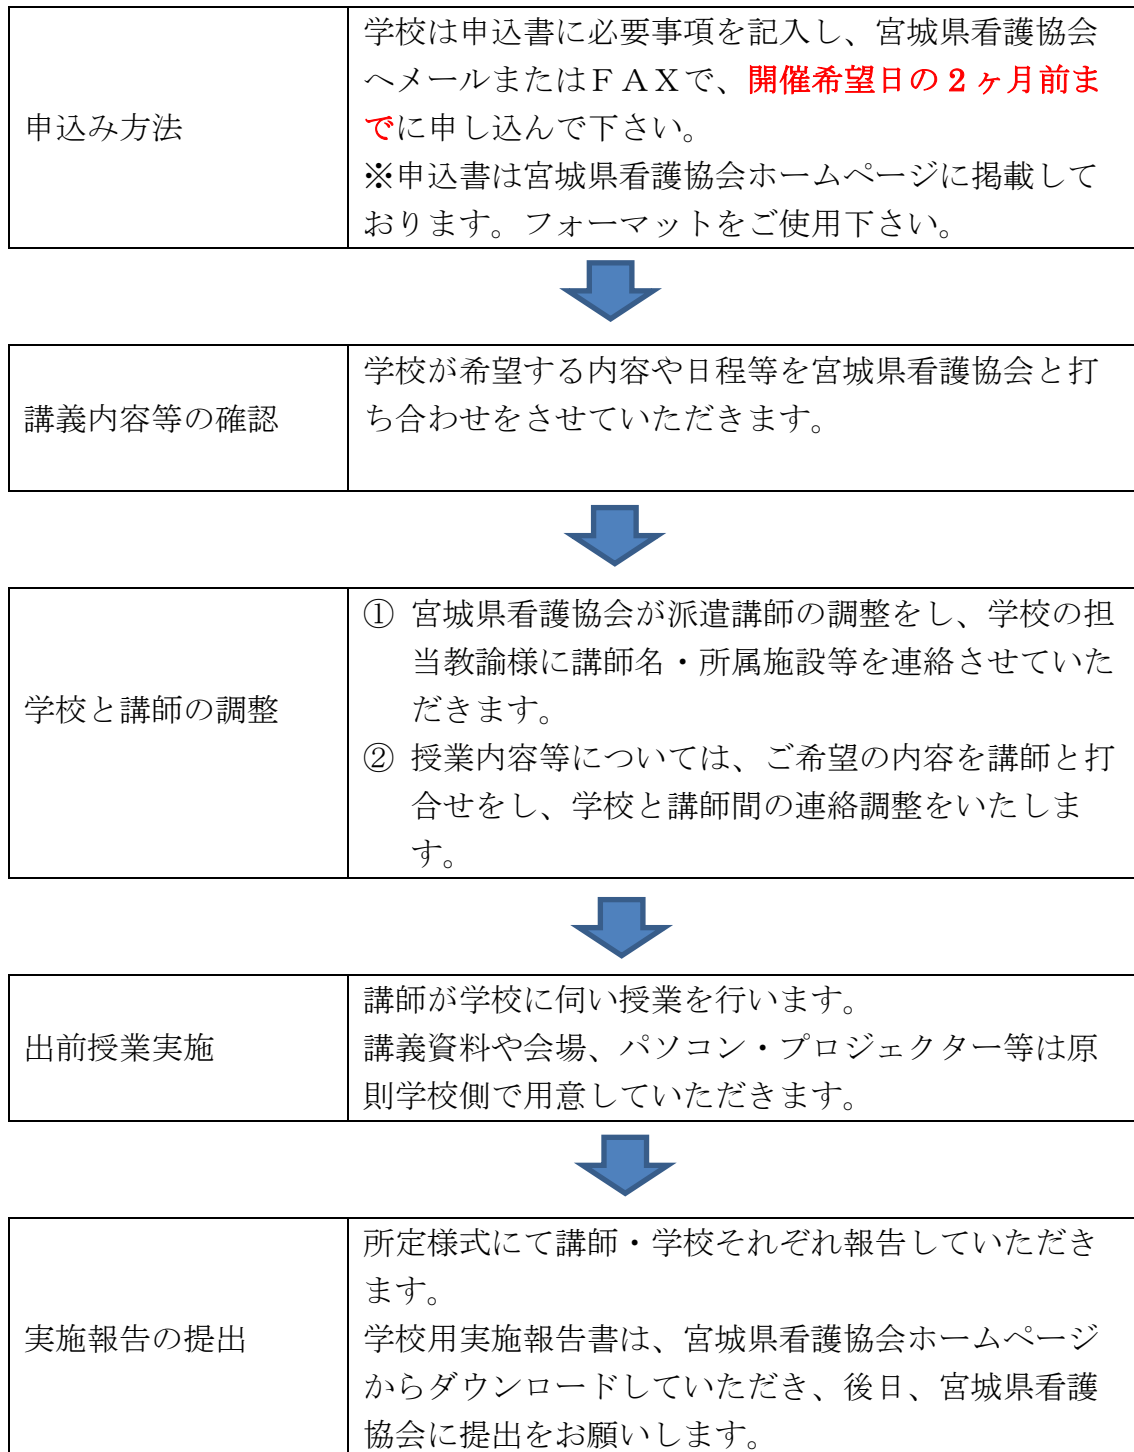 申込み方法
学校は申込書に必要事項を記入し、宮城県看護協会
へメールまたはＦＡＸで、開催希望日の２ヶ月前ま
でに申し込んで下さい。
※申込書は宮城県看護協会ホームページに掲載して
おります。フォーマットをご使用下さい。
講義内容等の確認
学校が希望する内容や日程等を宮城県看護協会と打
ち合わせをさせていただきます。
学校と講師の調整
① 宮城県看護協会が派遣講師の調整をし、学校の担
当教諭様に講師名・所属施設等を連絡させていた
だきます。
② 授業内容等については、ご希望の内容を講師と打
合せをし、学校と講師間の連絡調整をいたしま
す。
出前授業実施
講師が学校に伺い授業を行います。
講義資料や会場、パソコン・プロジェクター等は原
則学校側で用意していただきます。
実施報告の提出
所定様式にて講師・学校それぞれ報告していただき
ます。
学校用実施報告書は、宮城県看護協会ホームページ
からダウンロードしていただき、後日、宮城県看護
協会に提出をお願いします。